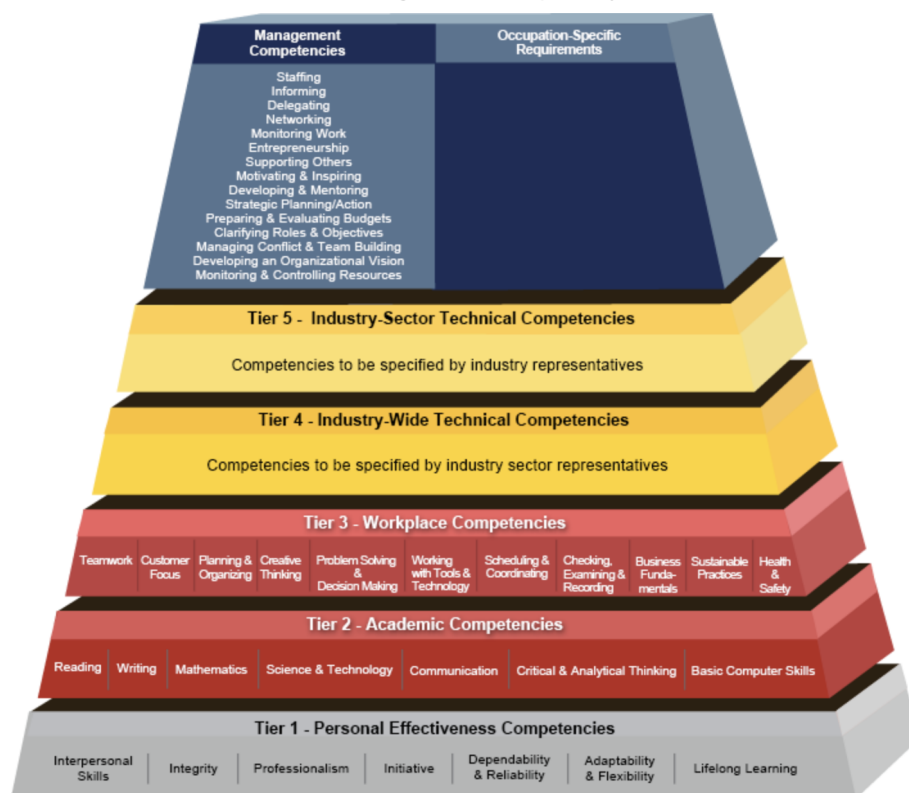 Management
Competencies
Occupation-Specific
Requirements
Staffing
Informing
Delegating
Networking
Monitoring Work
Entrepreneurship
Supporting Others
Motivating & Inspiring
Developing & Mentoring
Strategic Planning/Action
Preparing & Evaluating Budgets
Clarifying Roles & Objectives
Managing Conflict & Team Building
Developing an Organizational Vision
Monitoring & Controlling Resources
Tier 5 - Industry-Sector Technical Competencies
Competencies to be specified by industry representatives
Tier 4 - Industry-Wide Technical Competencies
Competencies to be specified by industry sector representatives
Tier 3 - Workplace Competencies
Teamwork
Customer
Focus
Planning &
Organizing
Creative
Thinking
Problem Solving
&
Decision Making
Working
with Tools &
Technology
Scheduling &
Coordinating
Checking,
Examining &
Recording
Business
Funda-
mentals
Sustainable
Practices
Health
&
Safety
Tier 2 - Academic Competencies
Reading
Writing
Mathematics
Science & Technology
Communication
Critical & Analytical Thinking
Basic Computer Skills
Tier 1 - Personal Effectiveness Competencies
Interpersonal
Skills
Integrity
Professionalism
Initiative
Dependability
& Reliability
Adaptability
& Flexibility
Lifelong Learning